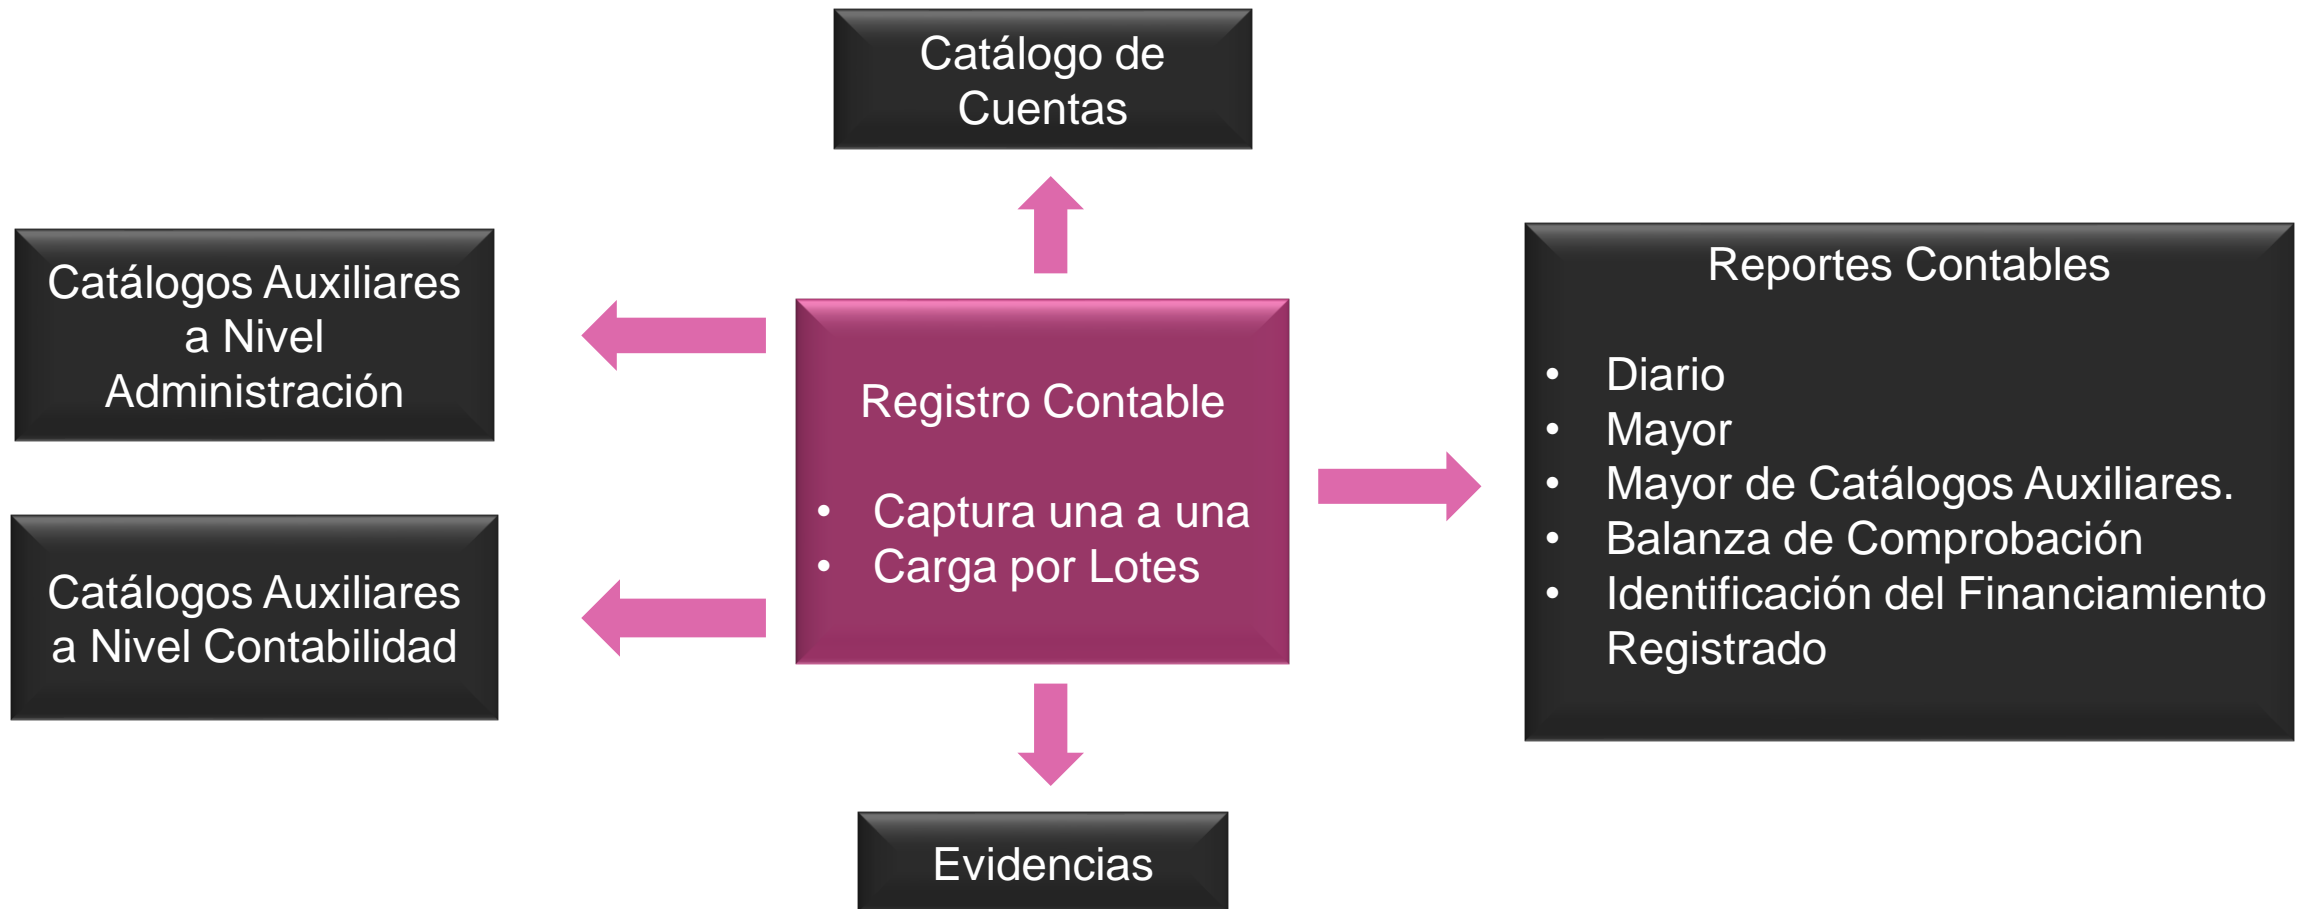 Catálogo de
Cuentas
Catálogos Auxiliares
a Nivel
Administración
Catálogos Auxiliares
a Nivel Contabilidad
Registro Contable
• Captura una a una
• Carga por Lotes
Reportes Contables
• Diario
• Mayor
• Mayor de Catálogos Auxiliares.
• Balanza de Comprobación
• Identificación del Financiamiento
Registrado
Evidencias